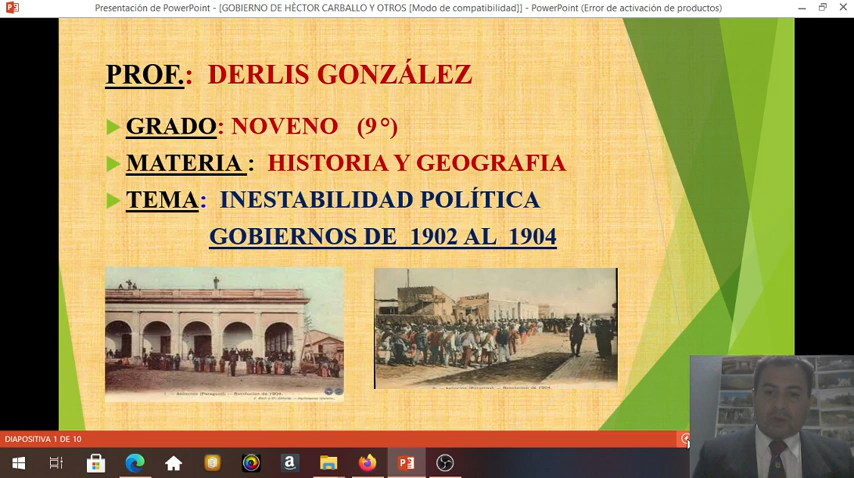 Presentación de PowerPoint - [GOBIERNO DE HÈCTOR CARBALLO Y OTROS [Modo de compatibilidad]] - PowerPoint (Error de activación de productos)
PROF.: DERLIS GONZÁLEZ
GRADO: NOVENO (9°)
MATERIA : HISTORIA Y GEOGRAFIA
TEMA: INESTABILIDAD POLÍTICA
GOBIERNOS DE 1902 AL 1904
DIAPOSITIVA 1 DE 10